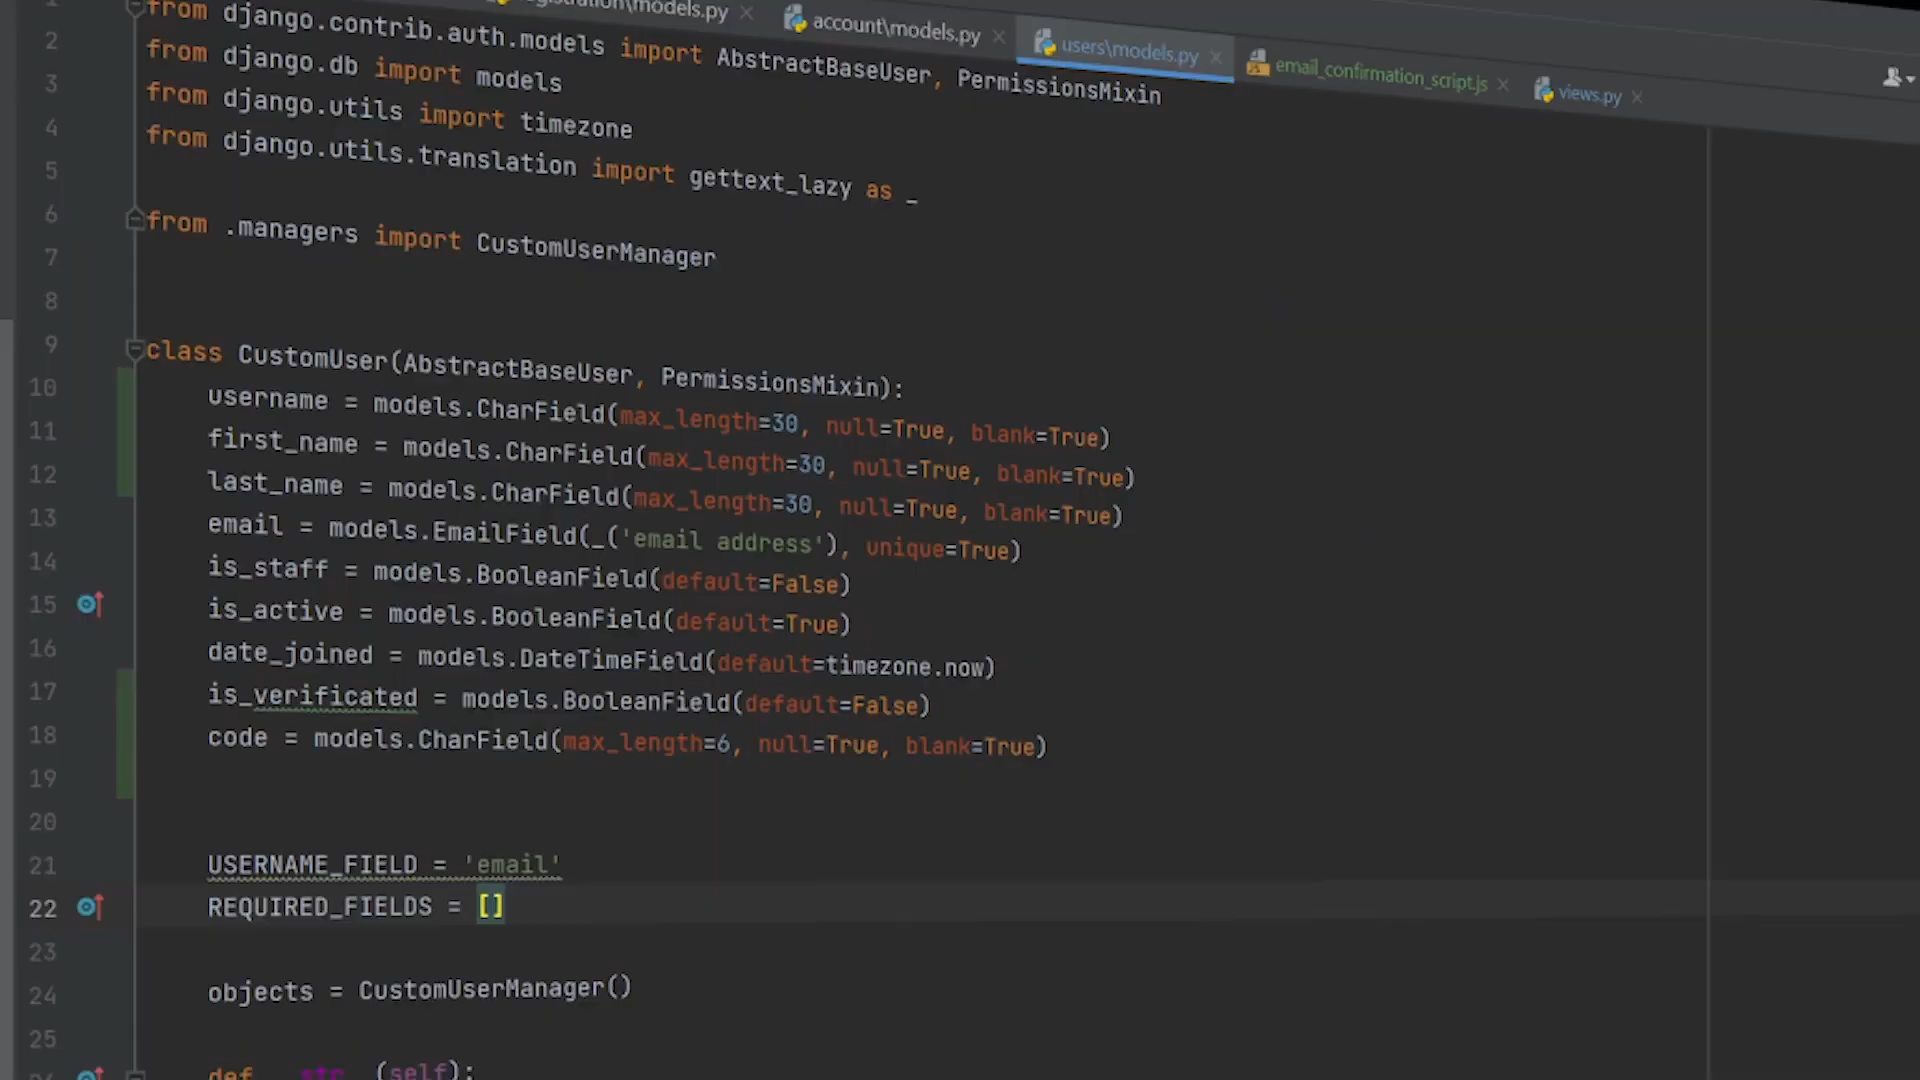 models.py
account\models.py
users\models.py
email_confirmation_script.js
views.py
from django.contrib.auth.models import AbstractBaseUser, PermissionsMixin
2 from django.db import models
3 from django.utils import timezone
4 from django.utils.translation import gettext_lazy as _
5
6 from .managers import CustomUserManager
7
8
9 class CustomUser(AbstractBaseUser, PermissionsMixin):
10 username = models.CharField(max_length=30, null=True, blank=True)
11 first_name = models.CharField(max_length=30, null=True, blank=True)
12 last_name = models.CharField(max_length=30, null=True, blank=True)
13 email = models.EmailField(_('email address'), unique=True)
14 is_staff = models.BooleanField(default=False)
15 is_active = models.BooleanField(default=True)
16 date_joined = models.DateTimeField(default=timezone.now)
17 is_verificated = models.BooleanField(default=False)
18 code = models.CharField(max_length=6, null=True, blank=True)
19
20
21 USERNAME_FIELD = 'email'
22 REQUIRED_FIELDS = []
23
24 objects = CustomUserManager()
25
def __str__(self):